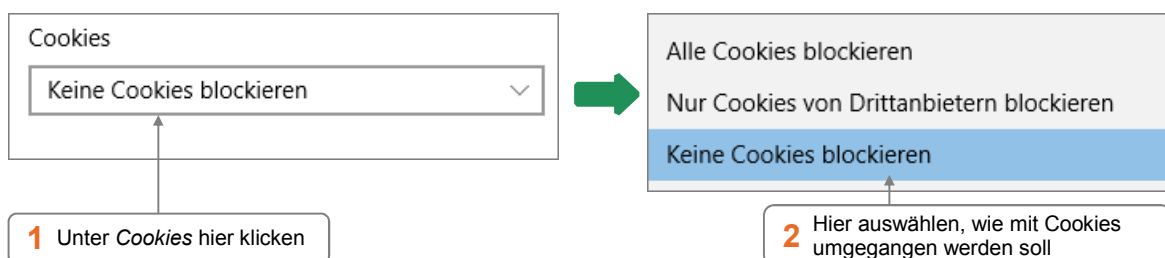 Cookies
Keine Cookies blockieren
1 Unter Cookies hier klicken
Alle Cookies blockieren
Nur Cookies von Drittanbietern blockieren
Keine Cookies blockieren
2 Hier auswählen, wie mit Cookies
umgegangen werden soll